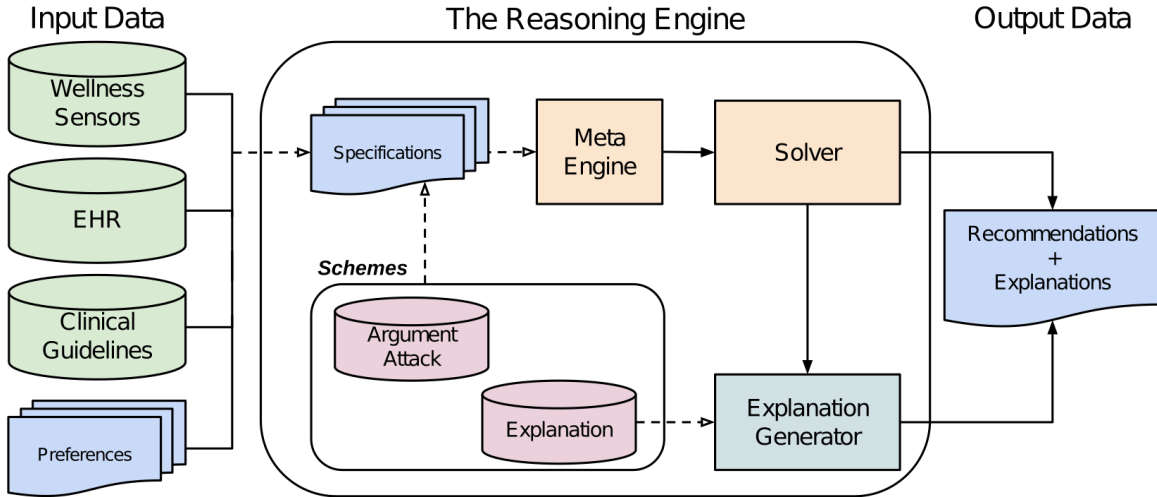 Input Data
The Reasoning Engine
Output Data
Wellness
Sensors
EHR
Clinical
Guidelines
Preferences
Specifications
Meta
Engine
Solver
Schemes
Argument
Attack
Explanation
Explanation
Generator
Recommendations
+
Explanations